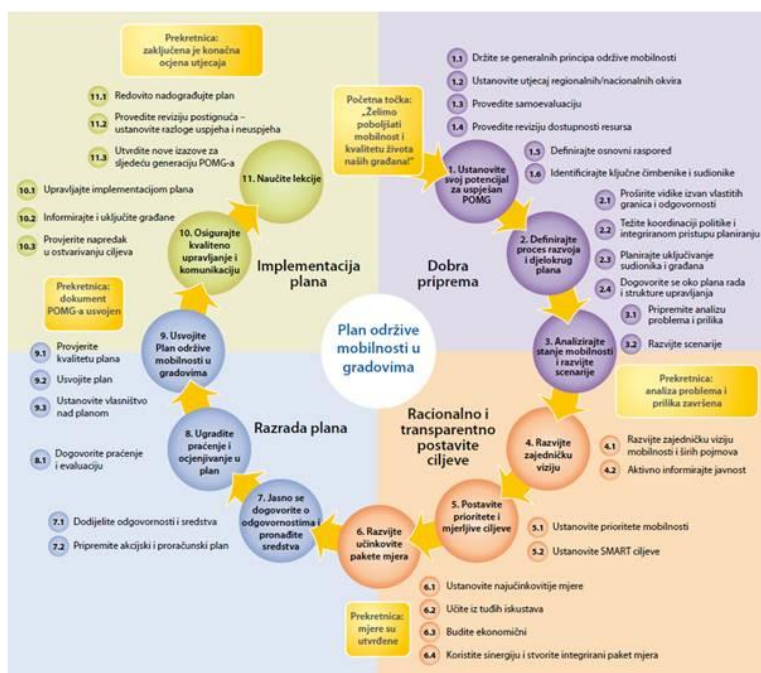 Prekretnica:
zaključena je konačna
ocjena utjecaja
11.1 Redovito nadograđujte plan
11.2 Provedite reviziju postignuća –
ustanovite razloge uspjeha i neuspjeha
11.3 Utvrdite nove izazove za
sljedeću generaciju POMG-a
10.1 Upravljajte implementacijom plana
10.2 Informirajte i uključite građane
10.3 Provjerite napredak
u ostvarivanju ciljeva
11. Naučite lekcije
10. Osigurajte
kvaliteno
upravljanje i
komunikaciju
Implementacija
plana
Početna točka:
„Želimo
poboljšati
mobilnost i
kvalitetu života
naših građana!"
1.1 Držite se generalnih principa održive mobilnosti
1.2 Ustanovite utjecaj regionalnih/nacionalnih okvira
1.3 Provedite samoevaluaciju
1.4 Provedite reviziju dostupnosti resursa
1.5 Definirajte osnovni raspored
1.6 Identificirajte ključne čimbenike i sudionike
1. Ustanovite
svoj potencijal
za uspješan
POMG
2.1 Proširite vidike izvan vlastitih
granica i odgovornosti
2.2 Težite koordinaciji politike i
integriranom pristupu planiranju
2.3 Planirajte uključivanje
sudionika i građana
2.4 Dogovorite se oko plana rada
i strukture upravljanja
2. Definirajte
proces razvoja
i djelokrug
plana
Dobra
priprema
3.1 Pripremite analizu
problema i prilika
3.2 Razvijte scenarije
3. Analizirajte
stanje mobilnosti
i razvijte
scenarije
Plan održive
mobilnosti u
gradovima
Prekretnica:
analiza problema i
prilika završena
Racionalno i
transparentno
postavite
ciljeve
4. Razvijte
zajedničku
viziju
4.1 Razvijte zajedničku viziju
mobilnosti i širih pojmova
4.2 Aktivno informirajte javnost
5. Postavite
prioritete i
mjerljive ciljeve
5.1 Ustanovite prioritete mobilnosti
5.2 Ustanovite SMART ciljeve
6. Razvijte
učinkovite
pakete mjera
6.1 Ustanovite najučinkovitije mjere
6.2 Učite iz tuđih iskustava
6.3 Budite ekonomični
6.4 Koristite sinergiju i stvorite integrirani paket mjera
Prekretnica:
mjere su
utvrđene
Razrada plana
7. Jasno se
dogovorite o
odgovornostima i
pronađite
sredstva
7.1 Dodijelite odgovornosti i sredstva
7.2 Pripremite akcijski i proračunski plan
8. Ugradite
praćenje i
ocjenjivanje u
plan
8.1 Dogovorite praćenje
i evaluaciju
9. Usvojite
Plan održive
mobilnosti u
gradovima
9.1 Provjerite
kvalitetu plana
9.2 Usvojite plan
9.3 Ustanovite vlasništvo
nad planom
Prekretnica:
dokument
POMG-a usvojen